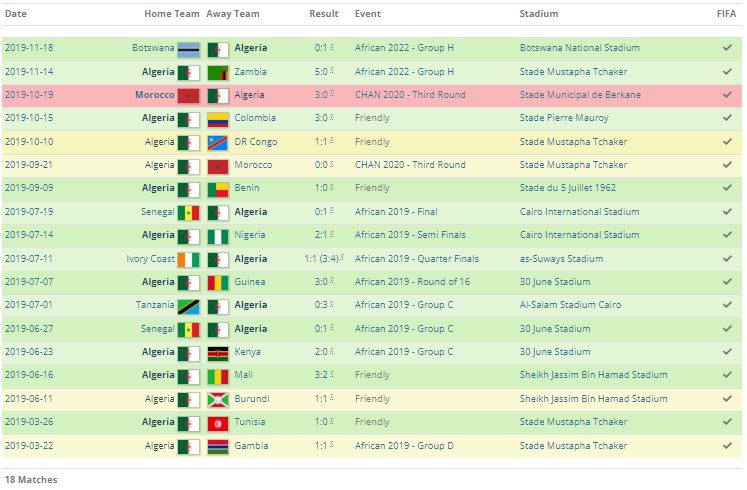 Date Home Team Away Team Result Event Stadium FIFA
2019-11-18 Botswana Algeria 0:1 African 2022 - Group H Botswana National Stadium
2019-11-14 Algeria Zambia 5:0 African 2022 - Group H Stade Mustapha Tchaker
2019-10-19 Morocco Algeria 3:0 CHAN 2020 - Third Round Stade Municipal de Berkane
2019-10-15 Algeria Colombia 3:0 Friendly Stade Pierre Mauroy
2019-10-10 Algeria DR Congo 1:1 Friendly Stade Mustapha Tchaker
2019-09-21 Algeria Morocco 0:0 CHAN 2020 - Third Round Stade Mustapha Tchaker
2019-09-09 Algeria Benin 1:0 Friendly Stade du 5 Juillet 1962
2019-07-19 Senegal Algeria 0:1 African 2019 - Final Cairo International Stadium
2019-07-14 Algeria Nigeria 2:1 African 2019 - Semi Finals Cairo International Stadium
2019-07-11 Ivory Coast Algeria 1:1 (3:4) African 2019 - Quarter Finals as-Suways Stadium
2019-07-07 Algeria Guinea 3:0 African 2019 - Round of 16 30 June Stadium
2019-07-01 Tanzania Algeria 0:3 African 2019 - Group C Al-Salam Stadium Cairo
2019-06-27 Senegal Algeria 0:1 African 2019 - Group C 30 June Stadium
2019-06-23 Algeria Kenya 2:0 African 2019 - Group C 30 June Stadium
2019-06-16 Algeria Mali 3:2 Friendly Sheikh Jassim Bin Hamad Stadium
2019-06-11 Algeria Burundi 1:1 Friendly Sheikh Jassim Bin Hamad Stadium
2019-03-26 Algeria Tunisia 1:0 Friendly Stade Mustapha Tchaker
2019-03-22 Algeria Gambia 1:1 African 2019 - Group D Stade Mustapha Tchaker
18 Matches